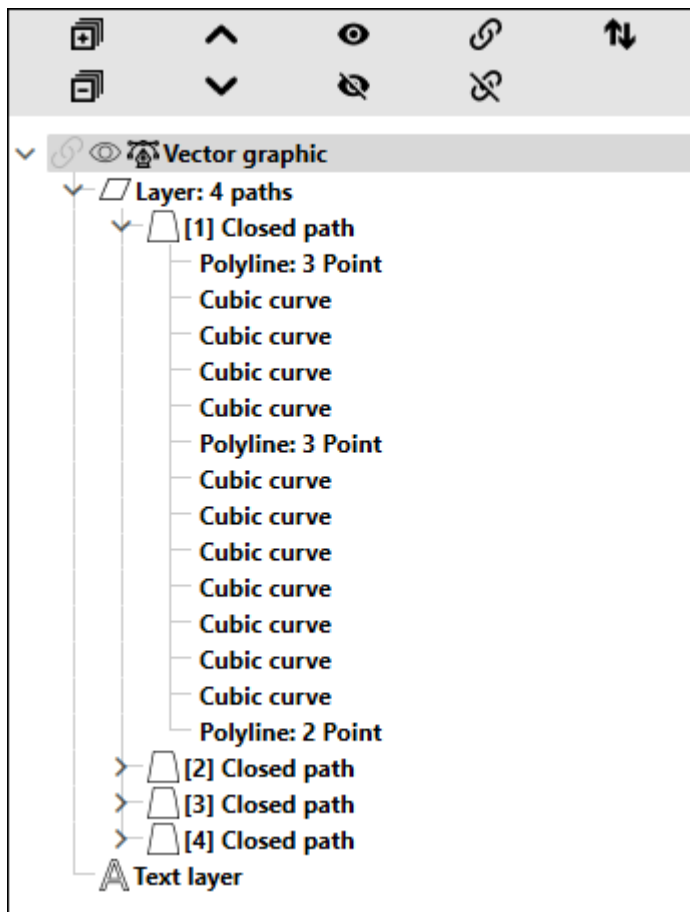 Vector graphic
Layer: 4 paths
[1] Closed path
Polyline: 3 Point
Cubic curve
Cubic curve
Cubic curve
Cubic curve
Polyline: 3 Point
Cubic curve
Cubic curve
Cubic curve
Cubic curve
Cubic curve
Cubic curve
Cubic curve
Polyline: 2 Point
[2] Closed path
[3] Closed path
[4] Closed path
Text layer